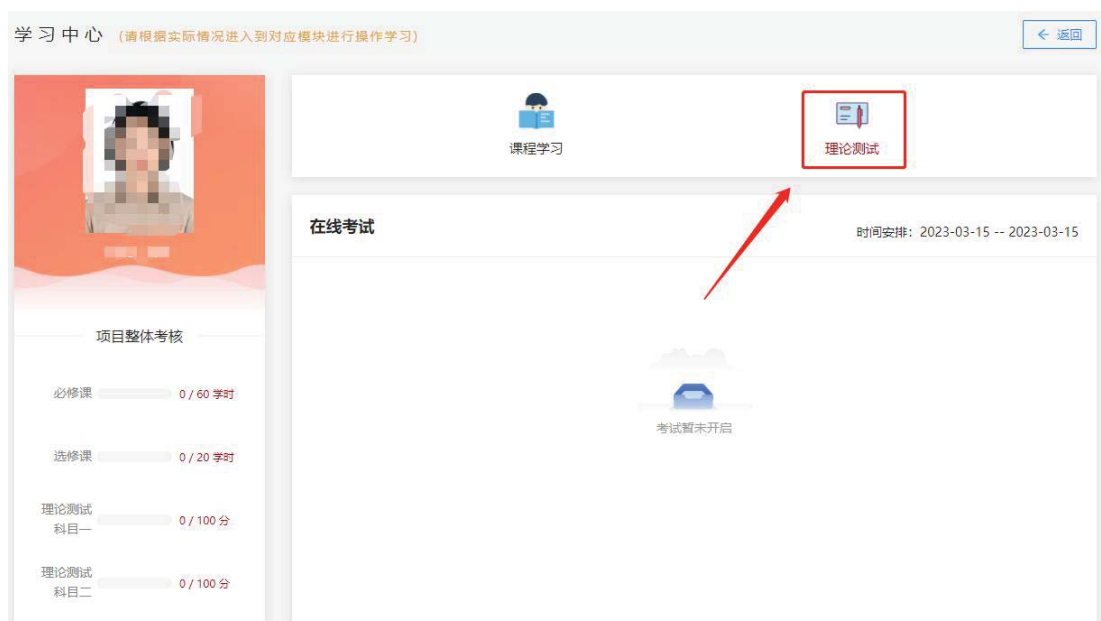 学习中心 (请根据实际情况进入到对应模块进行操作学习)
返回
课程学习
理论测试
在线考试
时间安排：2023-03-15 -- 2023-03-15
考试暂未开启
项目整体考核
必修课 0 / 60 学时
选修课 0 / 20 学时
理论测试
科目一 0 / 100 分
理论测试
科目二 0 / 100 分